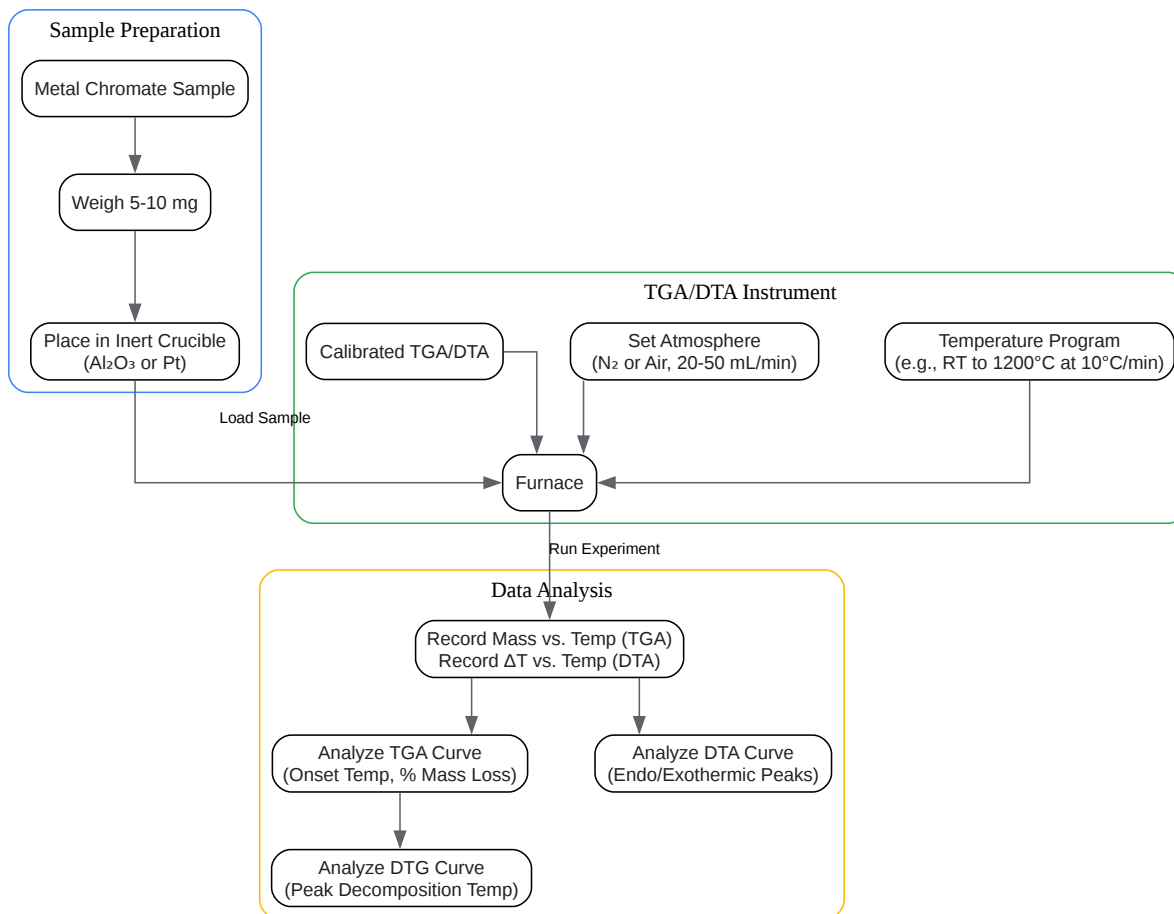 Sample Preparation
Metal Chromate Sample
Weigh 5-10 mg
Place in Inert Crucible
(Al₂O₃ or Pt)
Load Sample
TGA/DTA Instrument
Calibrated TGA/DTA
Set Atmosphere
(N₂ or Air, 20-50 mL/min)
Temperature Program
(e.g., RT to 1200°C at 10°C/min)
Furnace
Run Experiment
Data Analysis
Record Mass vs. Temp (TGA)
Record ΔT vs. Temp (DTA)
Analyze TGA Curve
(Onset Temp, % Mass Loss)
Analyze DTA Curve
(Endo/Exothermic Peaks)
Analyze DTG Curve
(Peak Decomposition Temp)